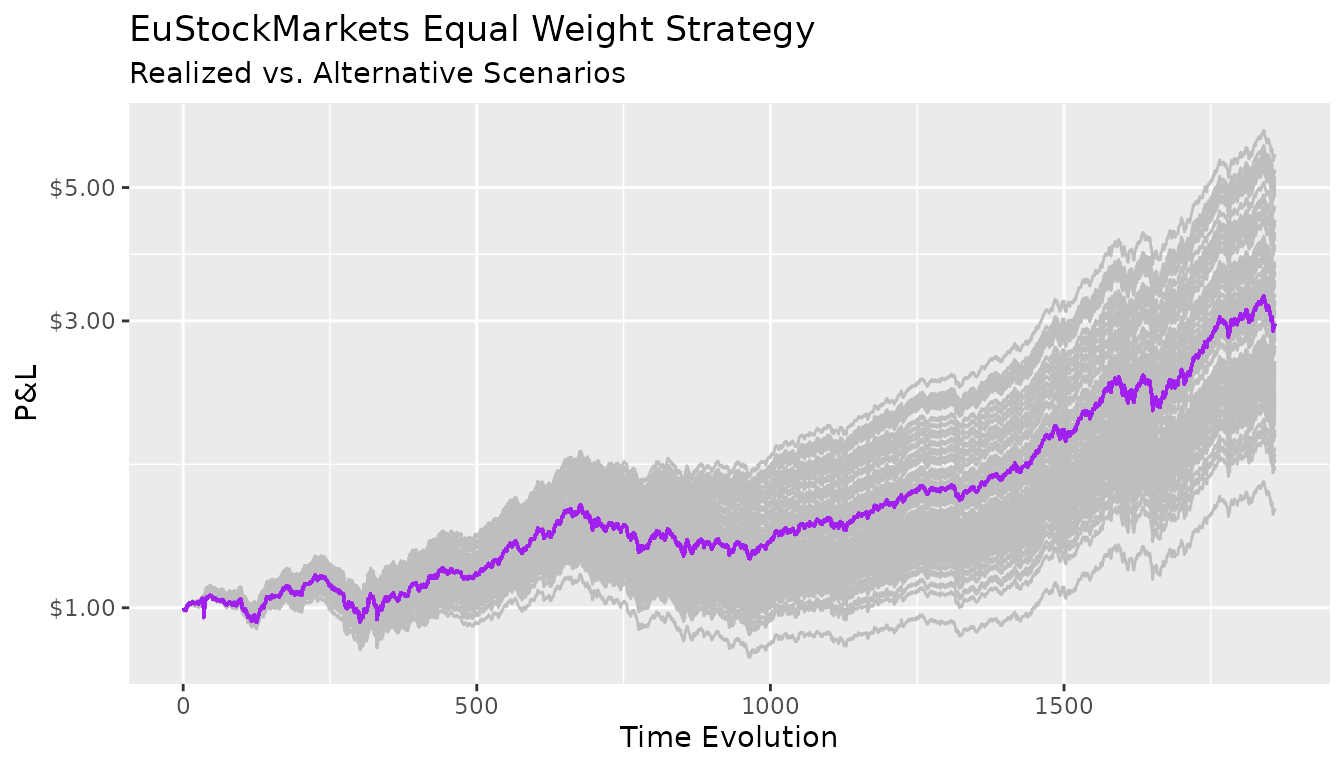 EuStockMarkets Equal Weight Strategy
Realized vs. Alternative Scenarios
$5.00
$3.00
$1.00
P&L
0 500 1000 1500
Time Evolution